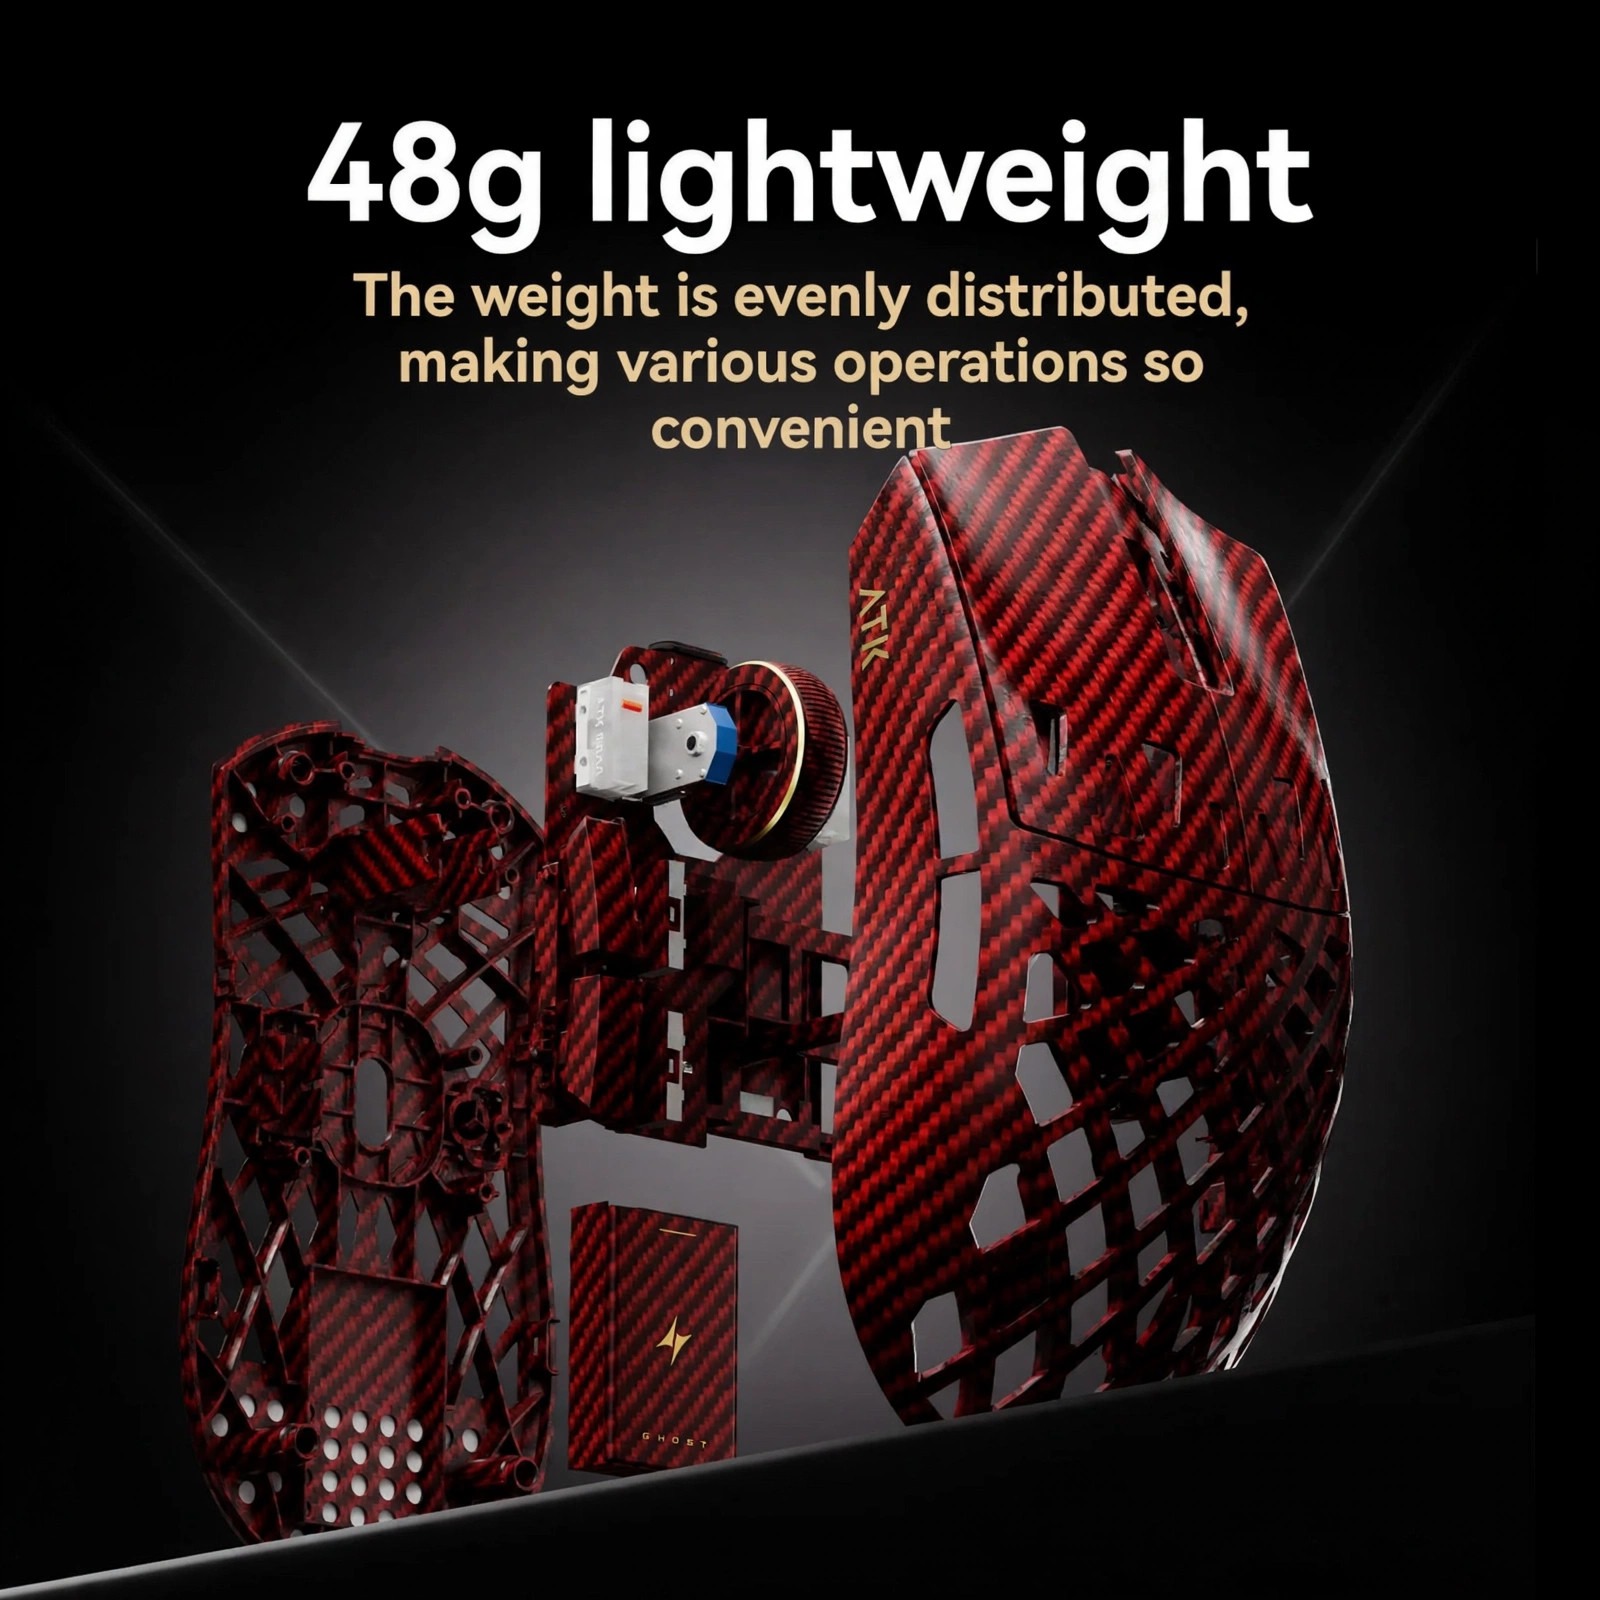 48g lightweight
The weight is evenly distributed,
making various operations so
convenient
ATK
GHOST